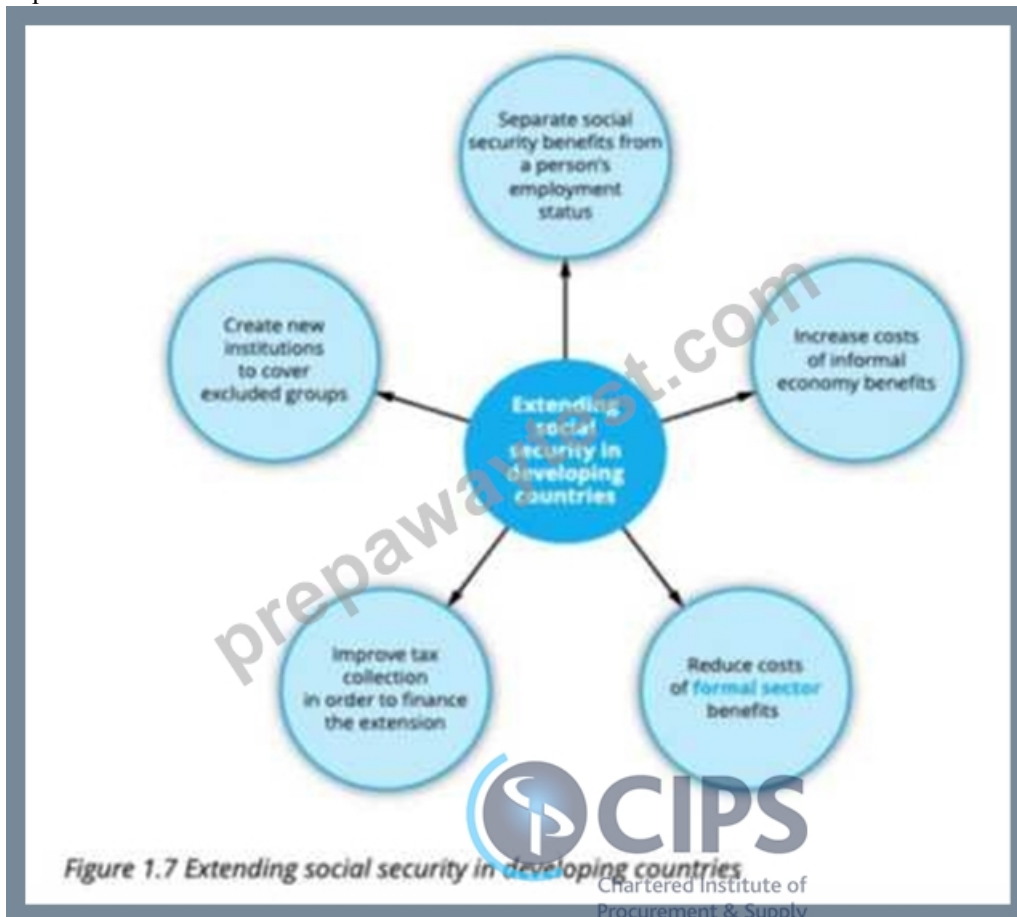 Separate social
security benefits from
a person's
employment
status
Create new
institutions
to cover
excluded groups
Increase costs
of informal
economy benefits
Extending
social
security in
developing
countries
Improve tax
collection
in order to finance
the extension
Reduce costs
of formal sector
benefits
prepawaytest.com
CIPS
Figure 1.7 Extending social security in developing countries
Chartered Institute of
Procurement & Supply